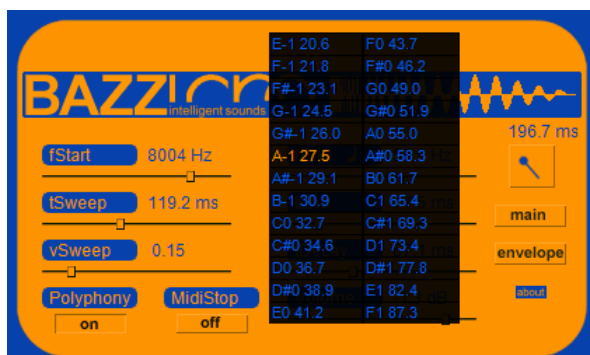 E-1 20.6 F0 43.7
F-1 21.8 F#0 46.2
F#-1 23.1 G0 49.0
G-1 24.5 G#0 51.9
G#-1 26.0 A0 55.0
A-1 27.5 A#0 58.3
A#-1 29.1 B0 61.7
B-1 30.9 C1 65.4
C0 32.7 C#1 69.3
C#0 34.6 D1 73.4
D0 36.7 D#1 77.8
D#0 38.9 E1 82.4
E0 41.2 F1 87.3
BAZZ
intelligent sounds
196.7 ms
fStart 8004 Hz
tSweep 119.2 ms
vSweep 0.15
Polyphony MidiStop
on off
main
envelope
about